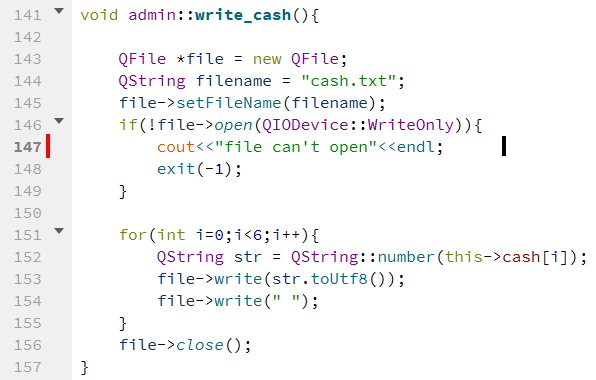 141 void admin::write_cash(){
142
143 QFile *file = new QFile;
144 QString filename = "cash.txt";
145 file->setFileName(filename);
146 if(!file->open(QIODevice::WriteOnly)){
147 cout<<"file can't open"<<endl;
148 exit(-1);
149 }
150
151 for(int i=0;i<6;i++){
152 QString str = QString::number(this->cash[i]);
153 file->write(str.toUtf8());
154 file->write(" ");
155 }
156 file->close();
157 }